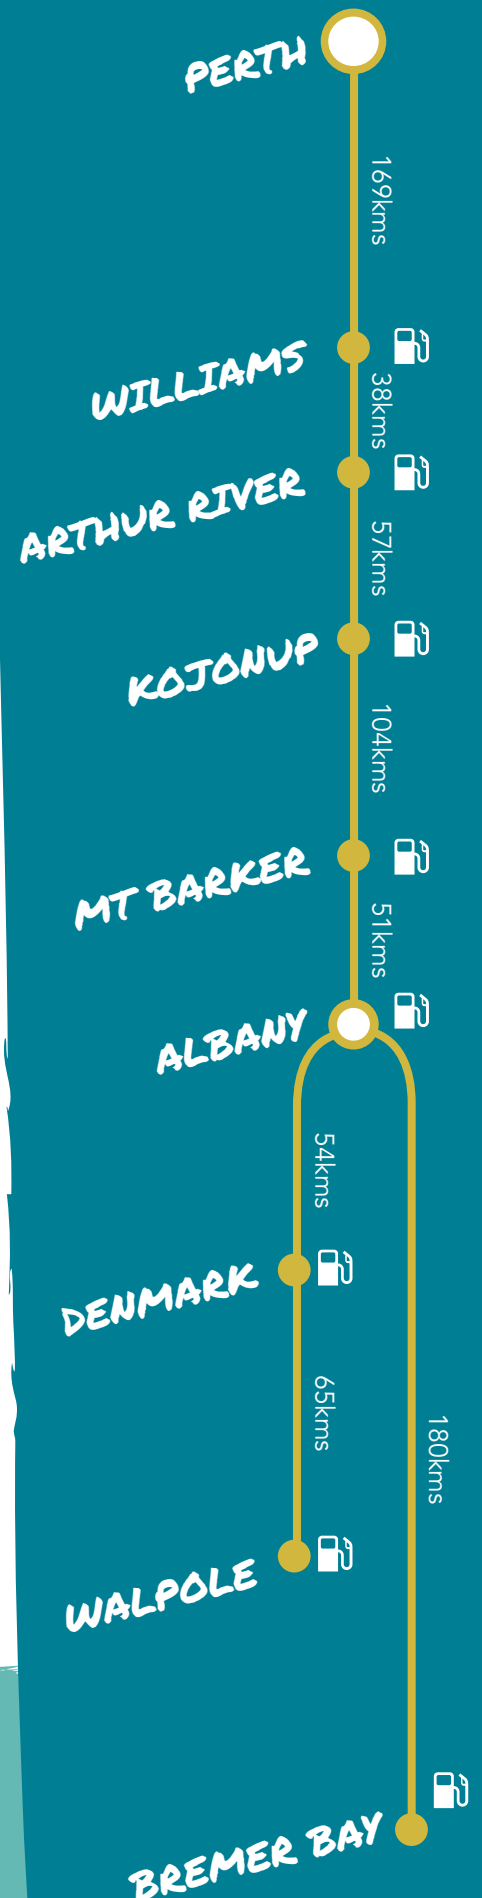 PERTH
169kms
WILLIAMS
38kms
ARTHUR RIVER
57kms
KOJONUP
104kms
MT BARKER
51kms
ALBANY
54kms
DENMARK
65kms
180kms
WALPOLE
BREMER BAY